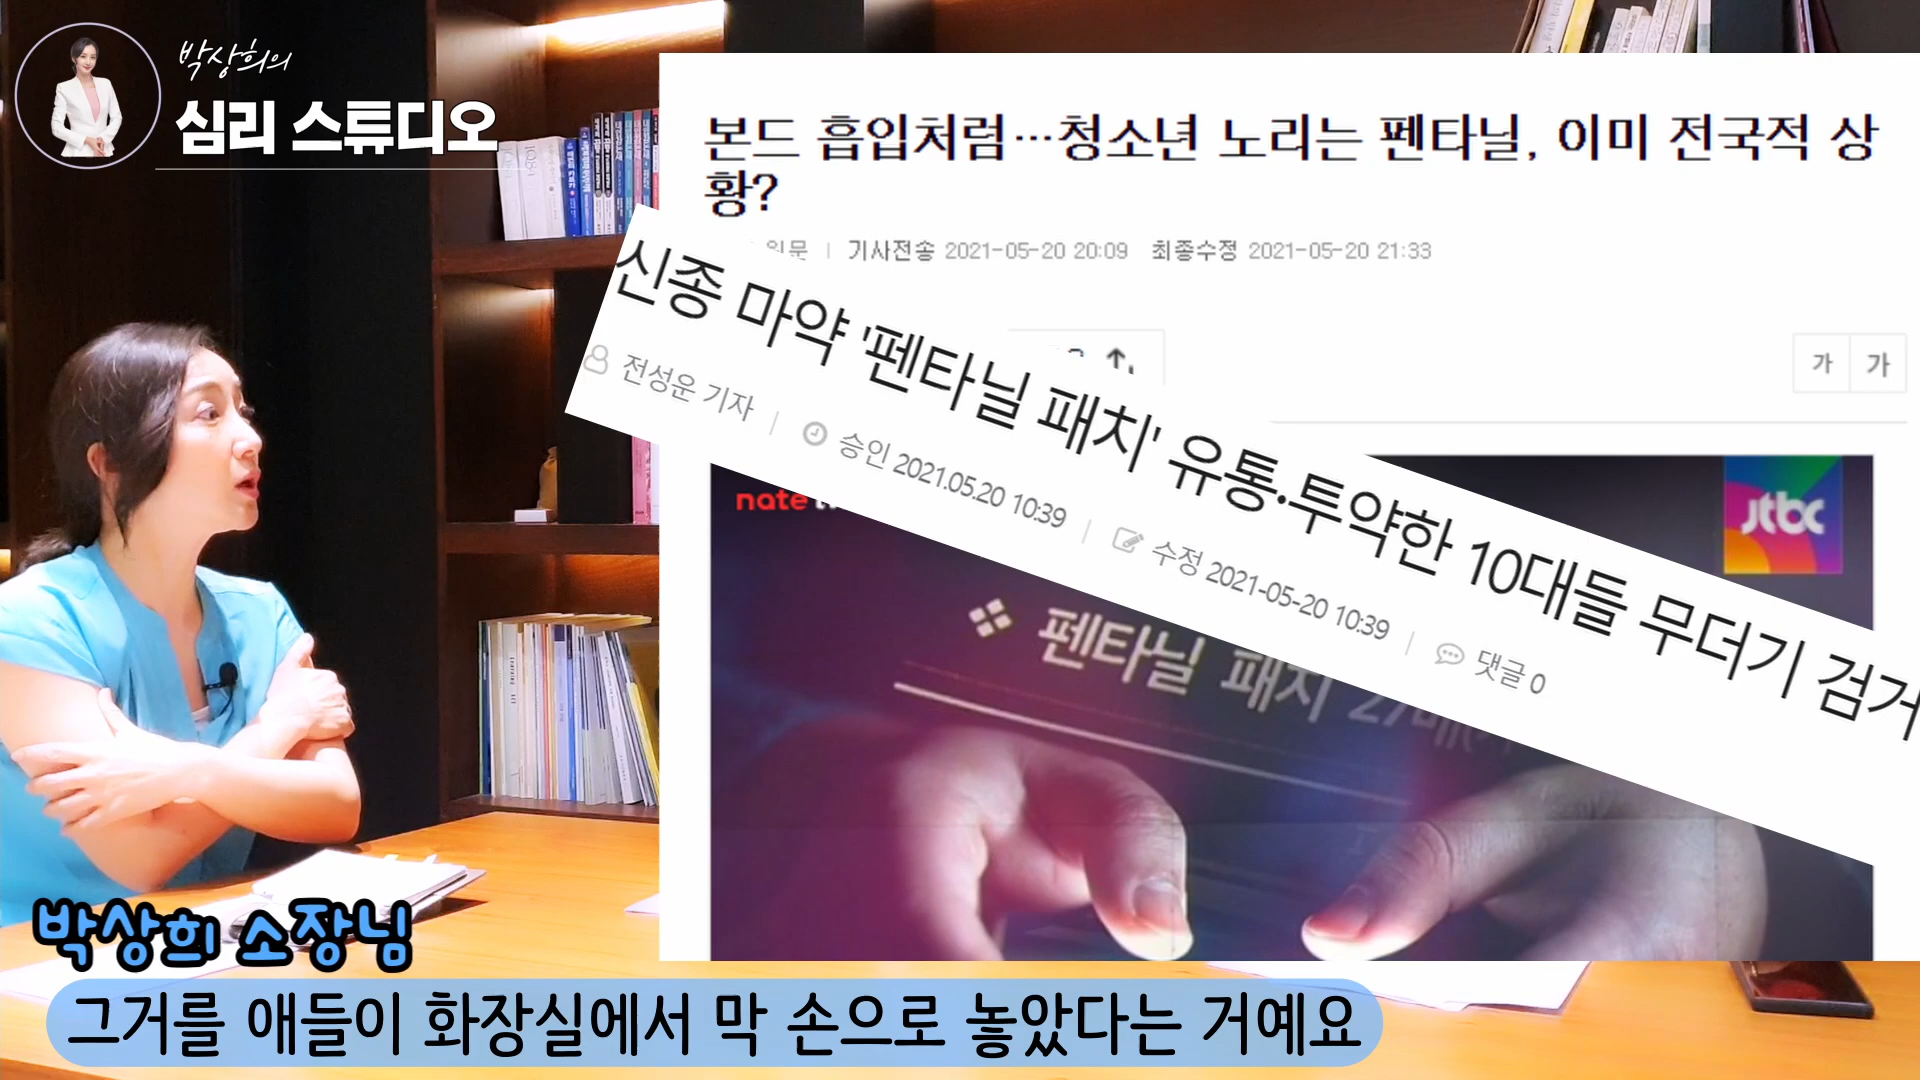 박상희의
심리 스튜디오
본드 흡입처럼…청소년 노리는 펜타닐, 이미 전국적 상
황?
원문 | 기사전송 2021-05-20 20:09 최종수정 2021-05-20 21:33
가 가
신종 마약 '펜타닐 패치' 유통·투약한 10대들 무더기 검거
전성운 기자 | 승인 2021.05.20 10:39 | 수정 2021-05-20 10:39 | 댓글 0
nate
jtbc
펜타닐 패치
박상희 소장님
그거를 애들이 화장실에서 막 손으로 놓았다는 거예요